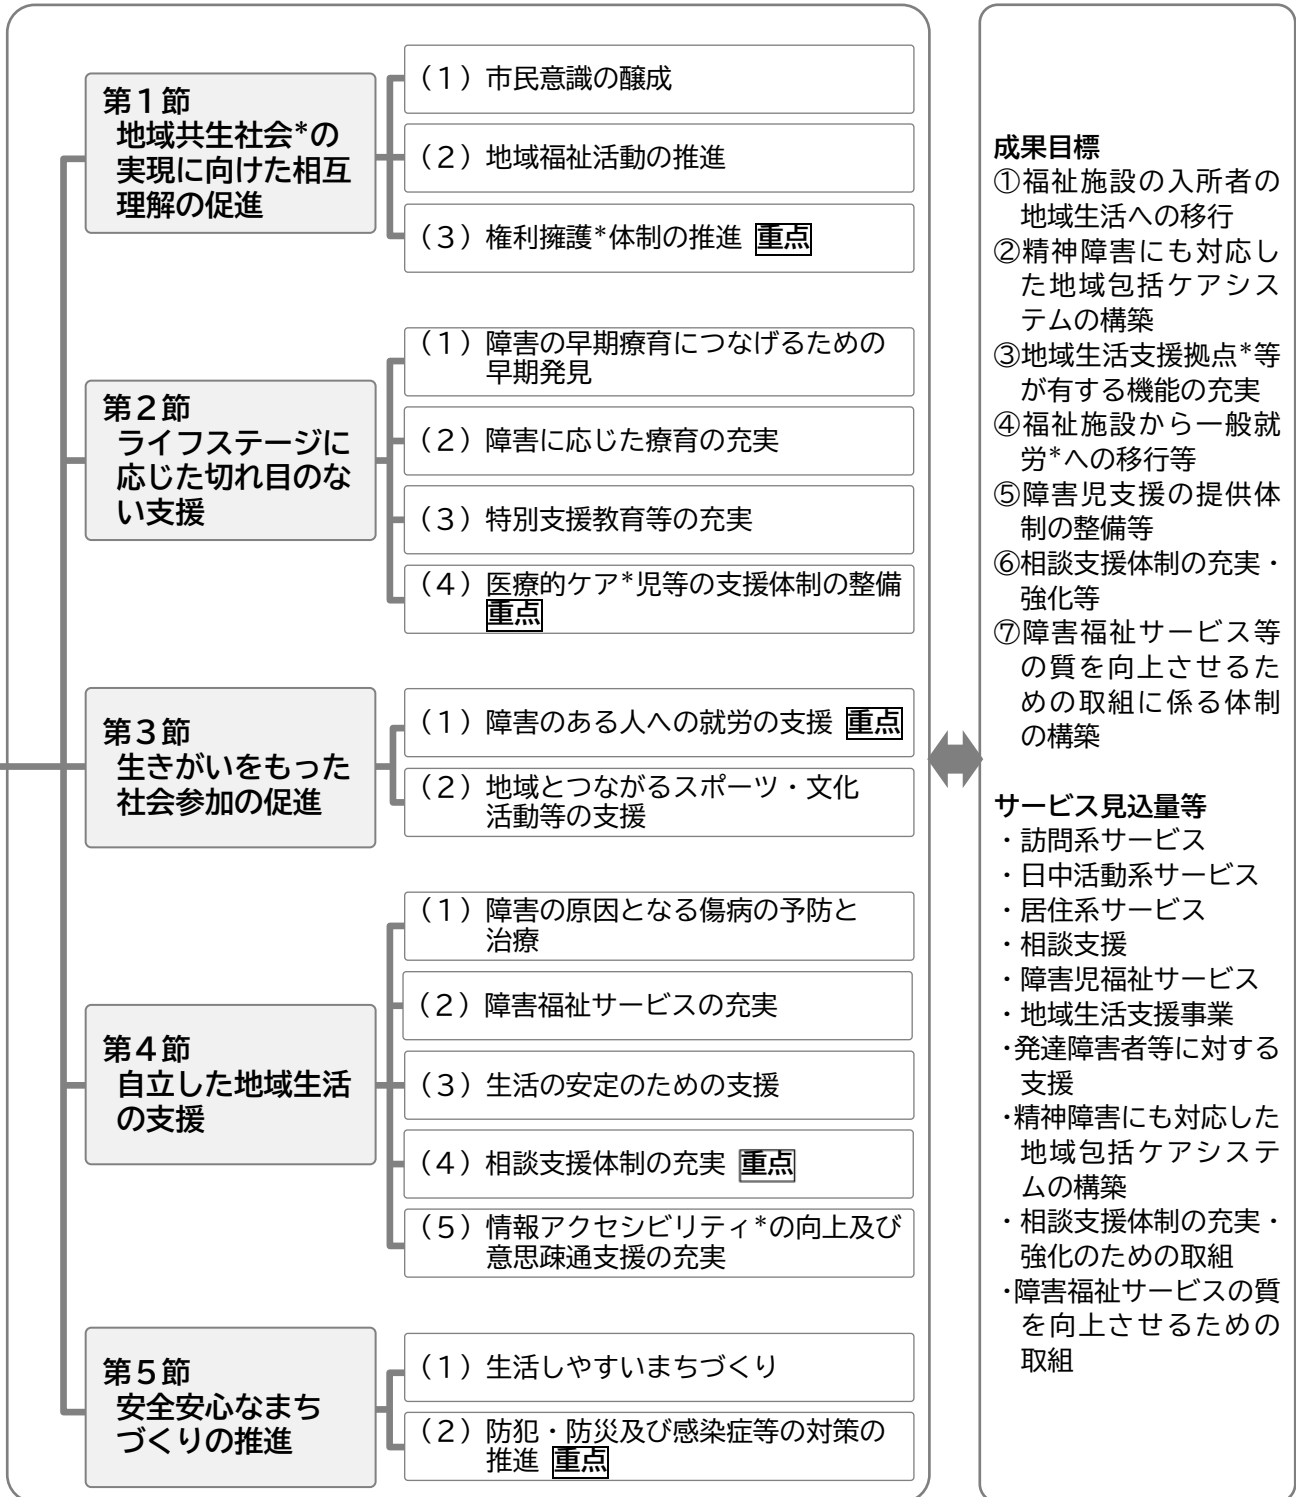 第１節
地域共生社会*の
実現に向けた相互
理解の促進
（１）市民意識の醸成
（２）地域福祉活動の推進
（３）権利擁護*体制の推進 重点
第２節
ライフステージに
応じた切れ目のな
い支援
（１）障害の早期療育につなげるための
早期発見
（２）障害に応じた療育の充実
（３）特別支援教育等の充実
（４）医療的ケア*児等の支援体制の整備
重点
第３節
生きがいをもった
社会参加の促進
（１）障害のある人への就労の支援 重点
（２）地域とつながるスポーツ・文化
活動等の支援
第４節
自立した地域生活
の支援
（１）障害の原因となる傷病の予防と
治療
（２）障害福祉サービスの充実
（３）生活の安定のための支援
（４）相談支援体制の充実 重点
（５）情報アクセシビリティ*の向上及び
意思疎通支援の充実
第５節
安全安心なまち
づくりの推進
（１）生活しやすいまちづくり
（２）防犯・防災及び感染症等の対策の
推進 重点
成果目標
①福祉施設の入所者の
地域生活への移行
②精神障害にも対応し
た地域包括ケアシス
テムの構築
③地域生活支援拠点*等
が有する機能の充実
④福祉施設から一般就
労*への移行等
⑤障害児支援の提供体
制の整備等
⑥相談支援体制の充実・
強化等
⑦障害福祉サービス等
の質を向上させるた
めの取組に係る体制
の構築
サービス見込量等
・訪問系サービス
・日中活動系サービス
・居住系サービス
・相談支援
・障害児福祉サービス
・地域生活支援事業
・発達障害者等に対する
支援
・精神障害にも対応した
地域包括ケアシステ
ムの構築
・相談支援体制の充実・
強化のための取組
・障害福祉サービスの質
を向上させるための
取組